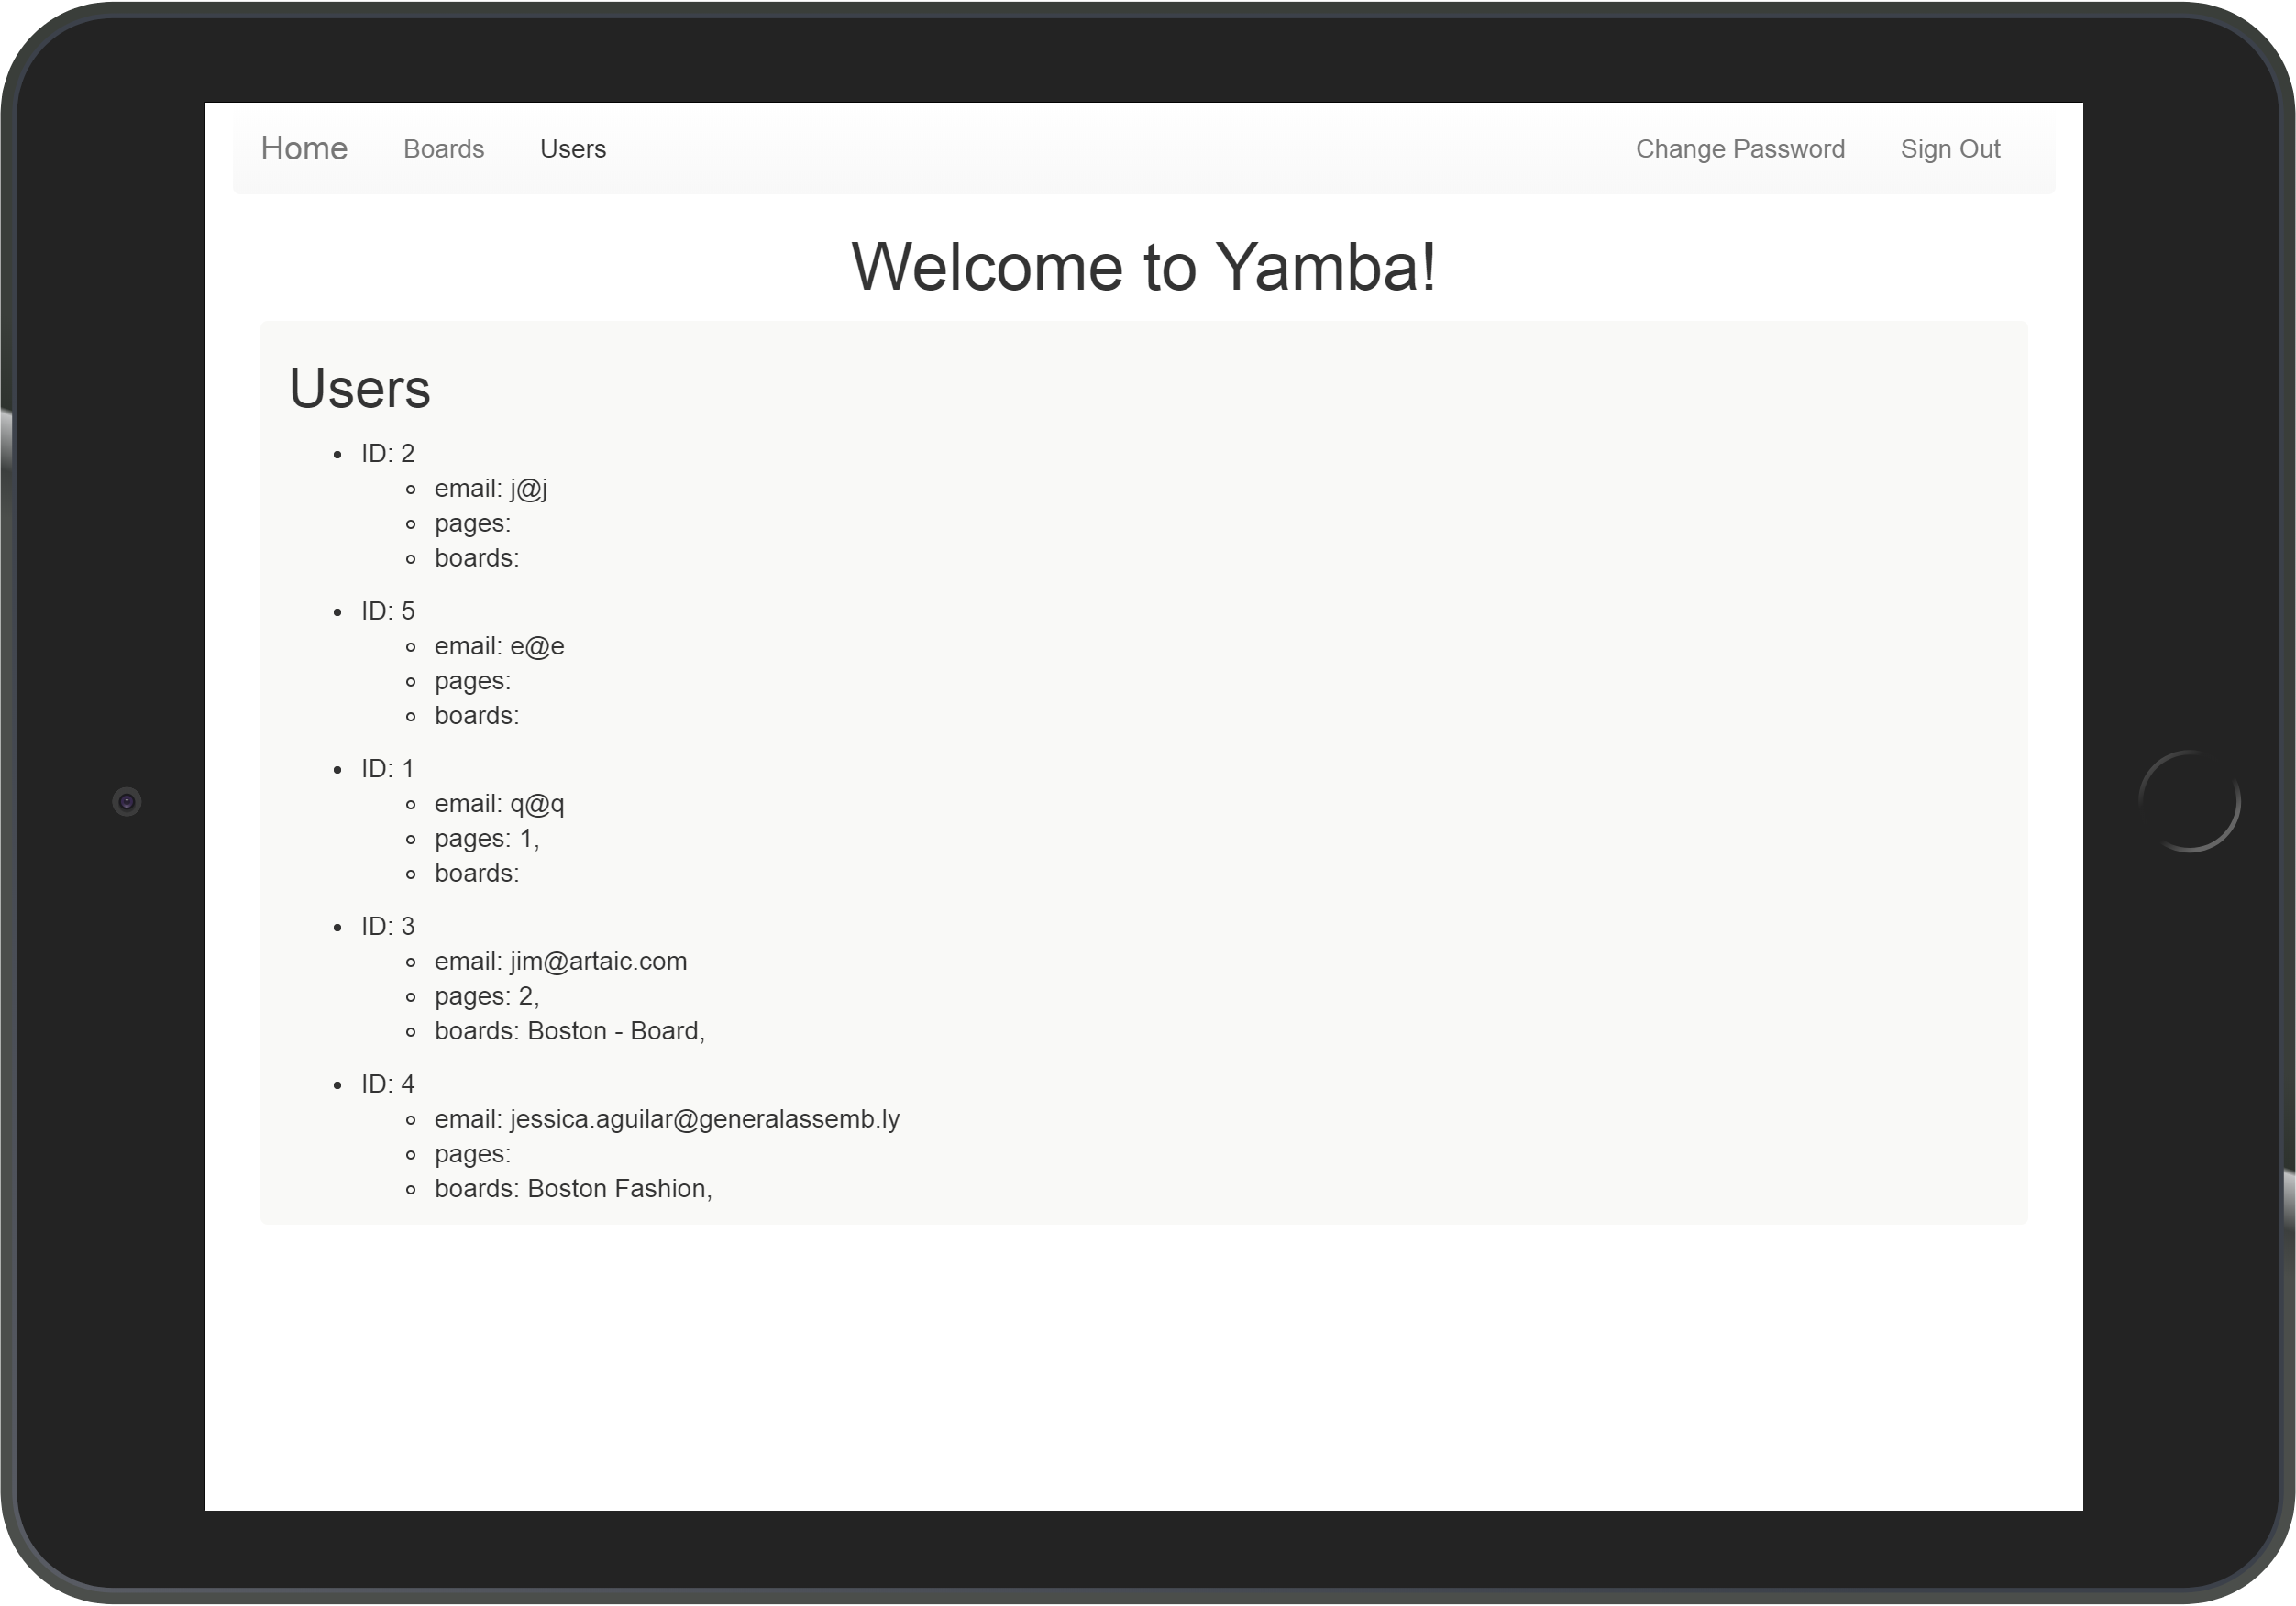 Home Boards Users Change Password Sign Out
Welcome to Yamba!
Users
ID: 2
email: j@j
pages:
boards:
ID: 5
email: e@e
pages:
boards:
ID: 1
email: q@q
pages: 1,
boards:
ID: 3
email: jim@artaic.com
pages: 2,
boards: Boston - Board,
ID: 4
email: jessica.aguilar@generalassemb.ly
pages:
boards: Boston Fashion,